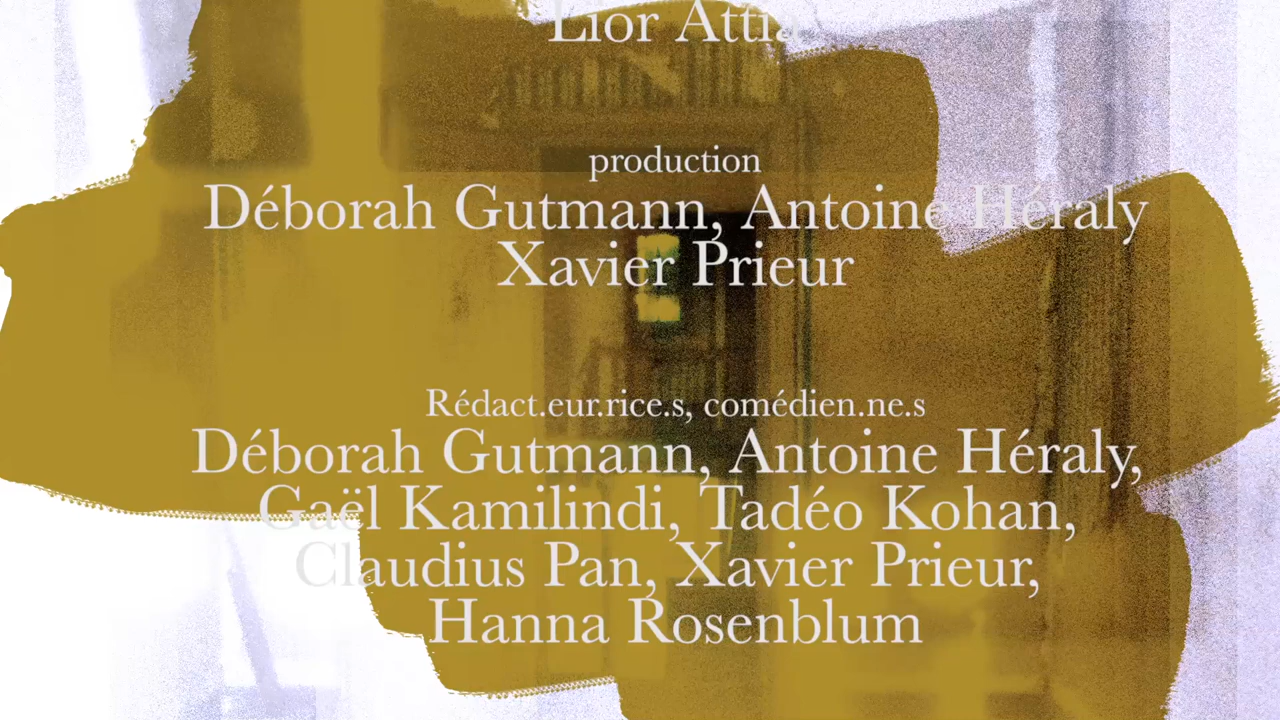 Lior Attia
production
Déborah Gutmann, Antoine Héraly
Xavier Prieur
Rédact.eur.rice.s, comédien.ne.s
Déborah Gutmann, Antoine Héraly,
Gaël Kamilindi, Tadéo Kohan,
Claudius Pan, Xavier Prieur,
Hanna Rosenblum